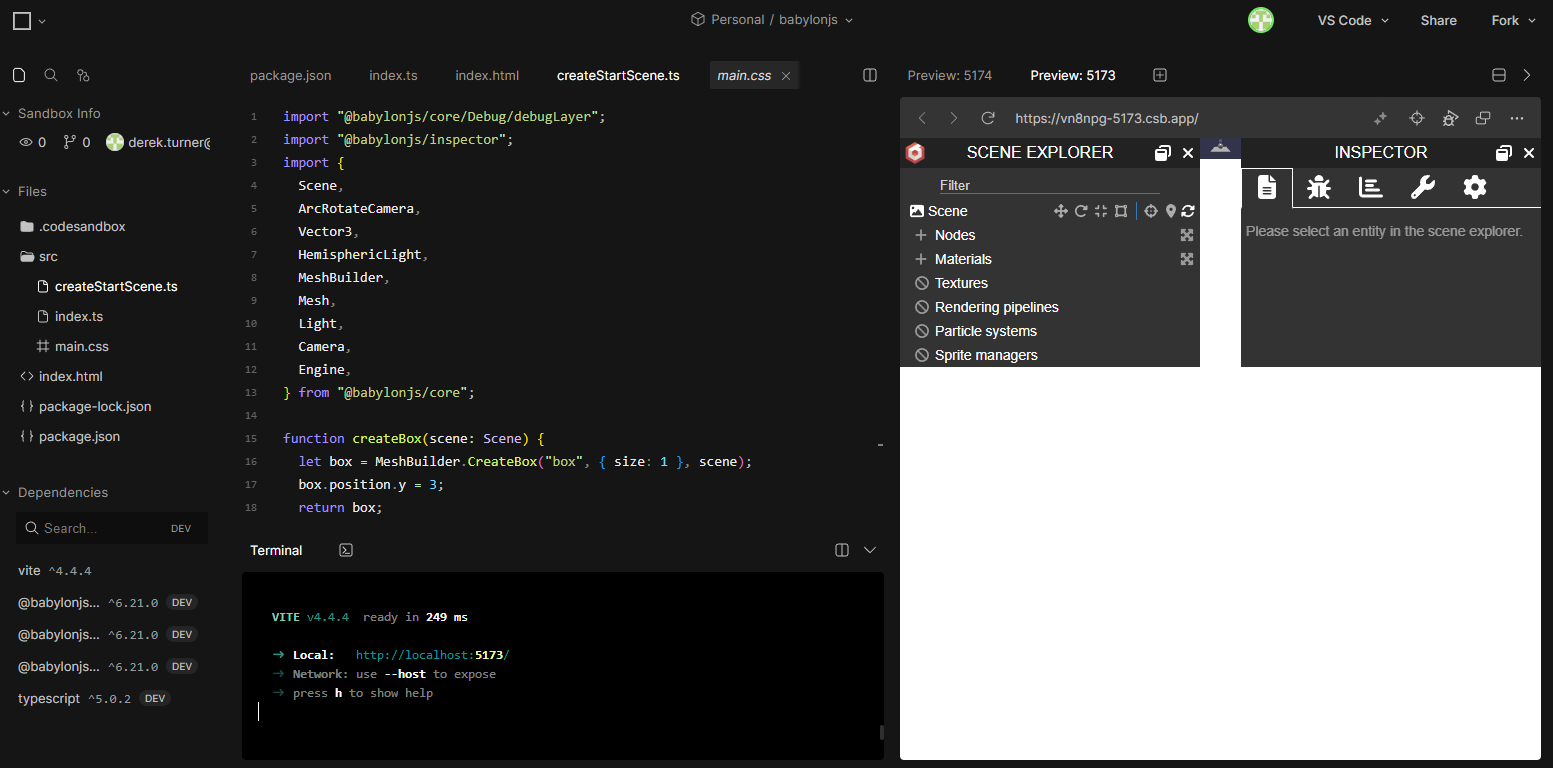 Personal / babylonjs
VS Code
Share
Fork
Sandbox Info
0
0
derek.turner@
Files
.codesandbox
src
createStartScene.ts
index.ts
main.css
index.html
package-lock.json
package.json
Dependencies
Search...
DEV
vite ^4.4.4
@babylonjs... ^6.21.0 DEV
@babylonjs... ^6.21.0 DEV
@babylonjs... ^6.21.0 DEV
typescript ^5.0.2 DEV
package.json
index.ts
index.html
createStartScene.ts
main.css
1 import "@babylonjs/core/Debug/debugLayer";
2 import "@babylonjs/inspector";
3 import {
4 Scene,
5 ArcRotateCamera,
6 Vector3,
7 HemisphericLight,
8 MeshBuilder,
9 Mesh,
10 Light,
11 Camera,
12 Engine,
13 } from "@babylonjs/core";
14
15 function createBox(scene: Scene) {
16 let box = MeshBuilder.CreateBox("box", { size: 1 }, scene);
17 box.position.y = 3;
18 return box;
Terminal
VITE v4.4.4 ready in 249 ms
➜ Local: http://localhost:5173/
➜ Network: use --host to expose
➜ press h to show help
Preview: 5174
Preview: 5173
https://vn8npg-5173.csb.app/
SCENE EXPLORER
Filter
Scene
Nodes
Materials
Textures
Rendering pipelines
Particle systems
Sprite managers
INSPECTOR
Please select an entity in the scene explorer.